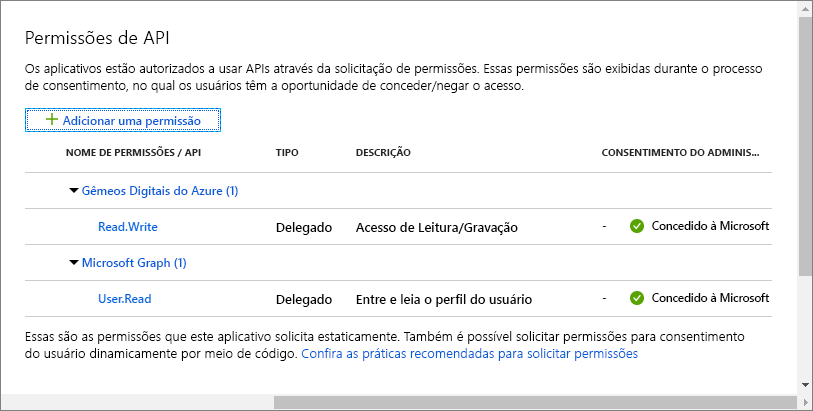 Permissões de API
Os aplicativos estão autorizados a usar APIs através da solicitação de permissões. Essas permissões são exibidas durante o processo
de consentimento, no qual os usuários têm a oportunidade de conceder/negar o acesso.
+ Adicionar uma permissão
NOME DE PERMISSÕES / API TIPO DESCRIÇÃO CONSENTIMENTO DO ADMINIS...
Gêmeos Digitais do Azure (1)
Read.Write Delegado Acesso de Leitura/Gravação - Concedido à Microsoft
Microsoft Graph (1)
User.Read Delegado Entre e leia o perfil do usuário - Concedido à Microsoft
Essas são as permissões que este aplicativo solicita estaticamente. Também é possível solicitar permissões para consentimento
do usuário dinamicamente por meio de código. Confira as práticas recomendadas para solicitar permissões